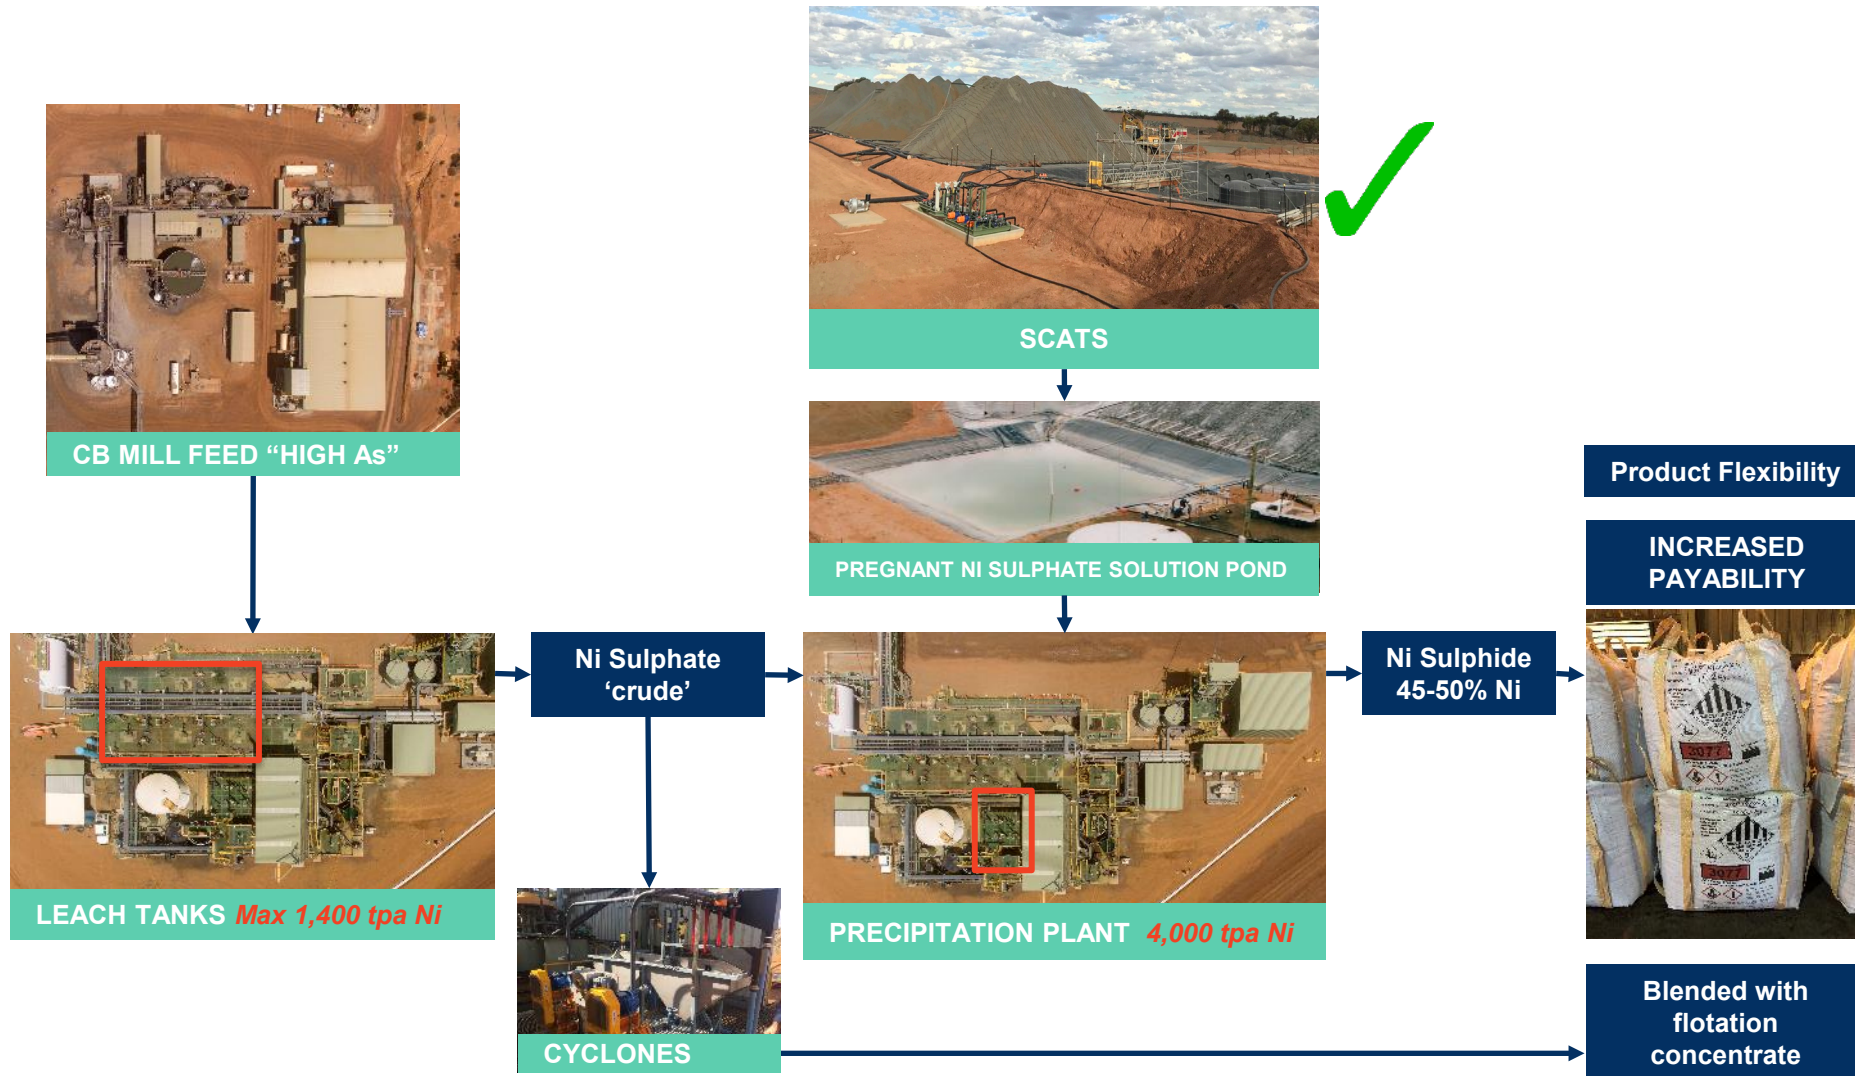 SCATS
CB MILL FEED “HIGH As”
PREGNANT NI SULPHATE SOLUTION POND
Product Flexibility
INCREASED
PAYABILITY
Ni Sulphate
‘crude’
Ni Sulphide
45-50% Ni
3077
3077
LEACH TANKS Max 1,400 tpa Ni
PRECIPITATION PLANT 4,000 tpa Ni
CYCLONES
Blended with
flotation
concentrate